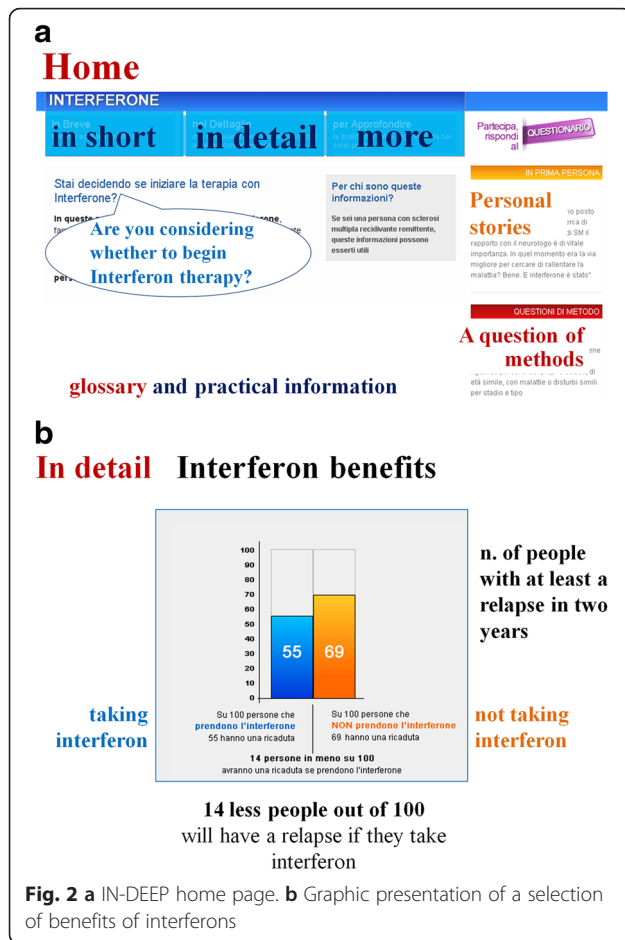 a
Home
INTERFERONE
in short
in detail
more
Partecipa,
rispondi
al
QUESTIONARIO
Stai decidendo se iniziare la terapia con
Interferone?
Are you considering
whether to begin
Interferon therapy?
Per chi sono queste
informazioni?
Se sei una persona con sclerosi
multipla recidivante remittente,
queste informazioni possono
esserti utili
IN PRIMA PERSONA
Personal
stories
rapporto con il neurologo è di vitale
importanza. In quel momento era la via
migliore per cercare di rallentare la
malattia? Bene. E interferone è stato".
QUESTIONI DI METODO
A question of
methods
età simile, con malattie o disturbi simili
per stadio e tipo
glossary and practical information
b
In detail Interferon benefits
100
90
80
70
60
50
40
30
20
10
0
55
69
Su 100 persone che
prendono l'interferone
55 hanno una ricaduta
Su 100 persone che
NON prendono l'interferone
69 hanno una ricaduta
14 persone in meno su 100
avranno una ricaduta se prendono l'interferone
n. of people
with at least a
relapse in two
years
taking
interferon
not taking
interferon
14 less people out of 100
will have a relapse if they take
interferon
Fig. 2 a IN-DEEP home page. b Graphic presentation of a selection
of benefits of interferons